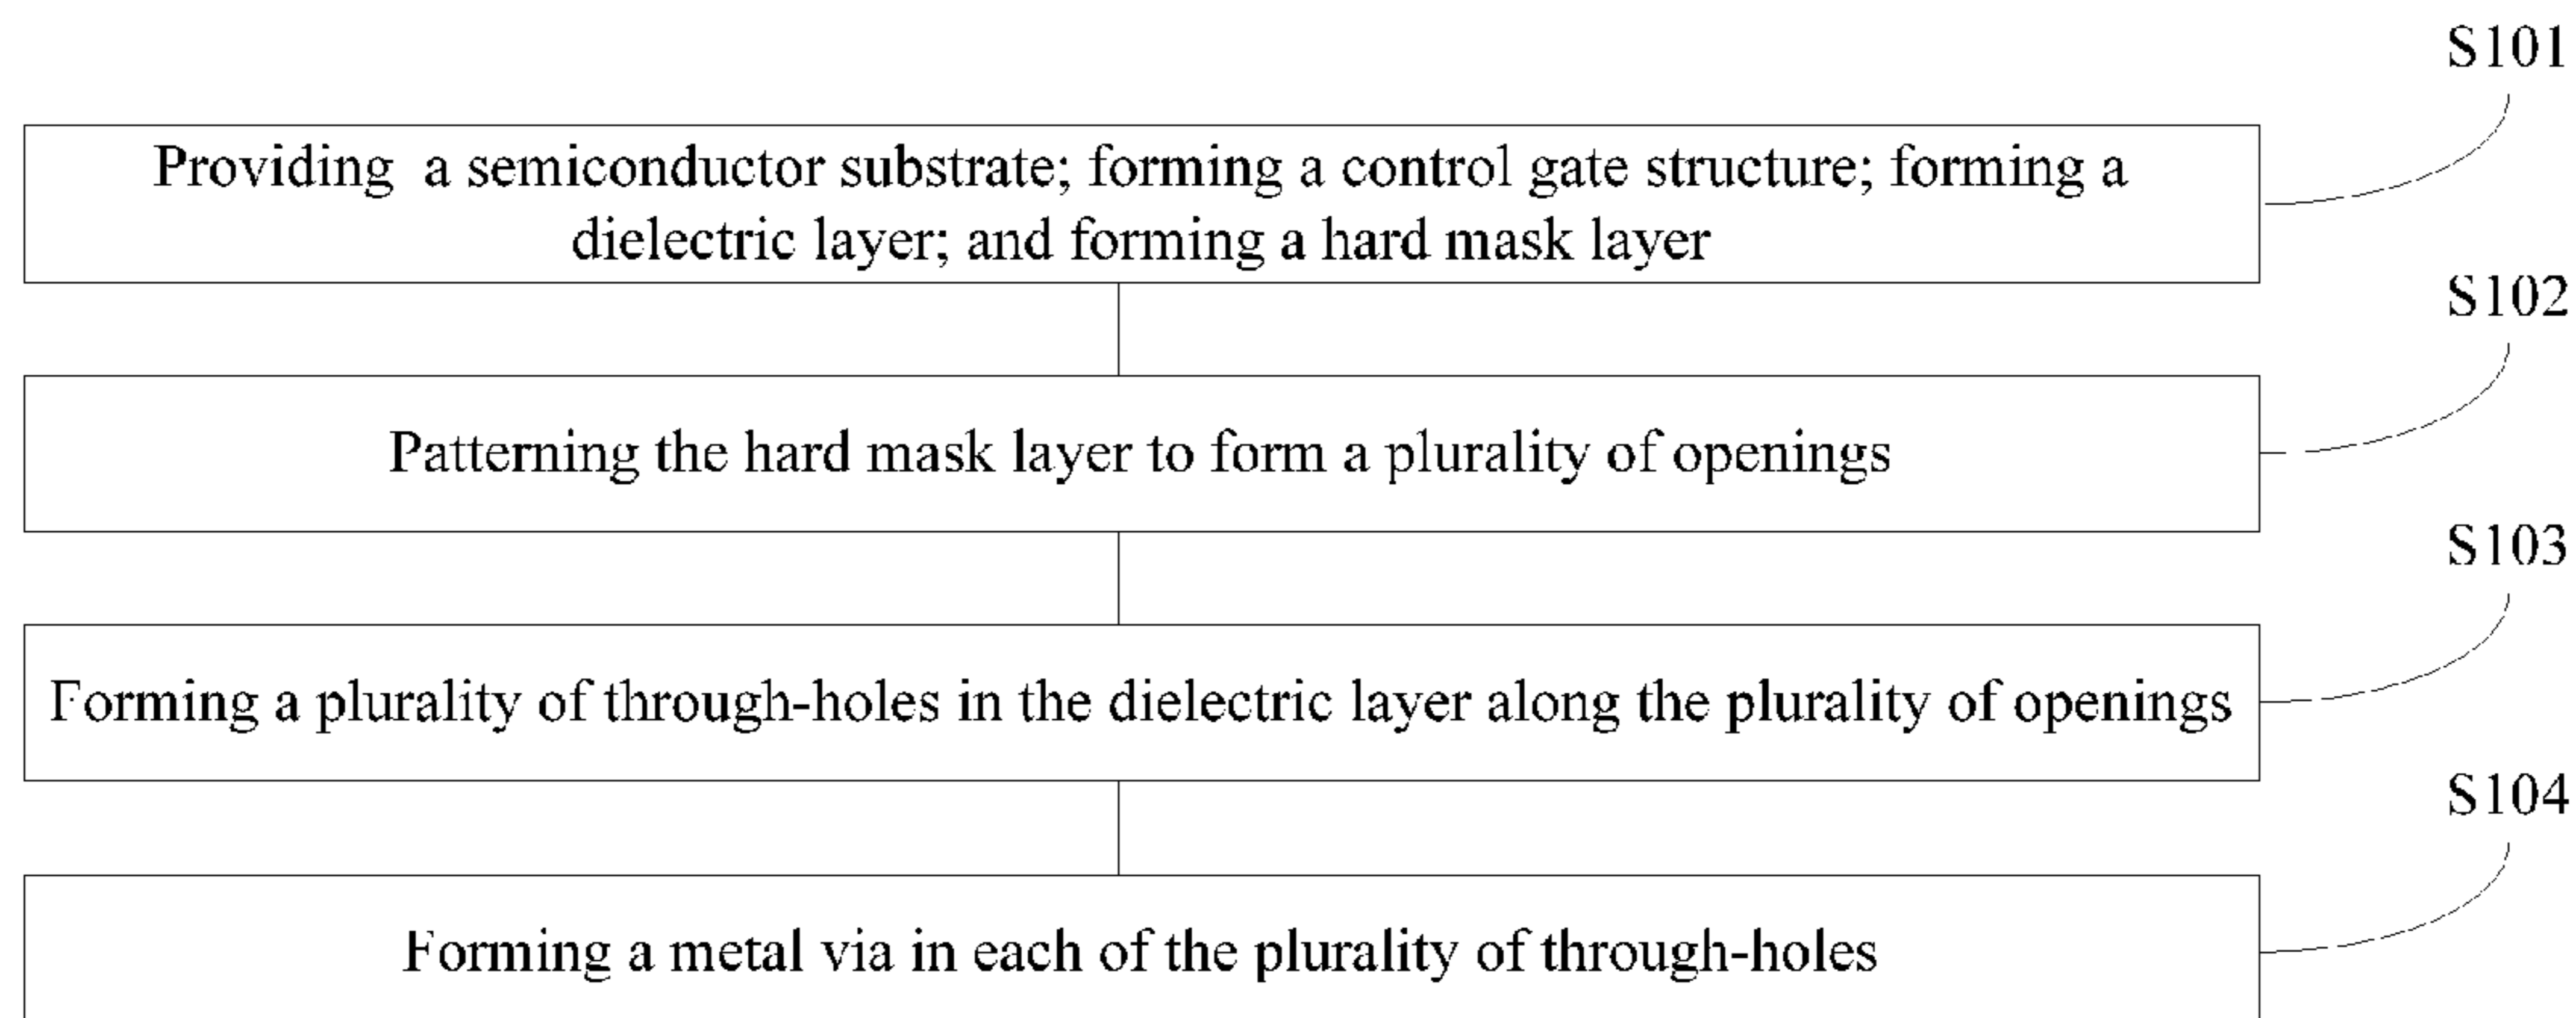 S101
Providing a semiconductor substrate; forming a control gate structure; forming a
dielectric layer; and forming a hard mask layer
S102
Patterning the hard mask layer to form a plurality of openings
S103
Forming a plurality of through-holes in the dielectric layer along the plurality of openings
S104
Forming a metal via in each of the plurality of through-holes